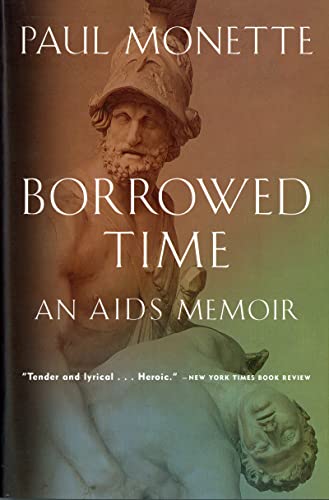 PAUL MONETTE
BORROWED
TIME
AN AIDS MEMOIR
"Tender and lyrical . . . Heroic." —NEW YORK TIMES BOOK REVIEW